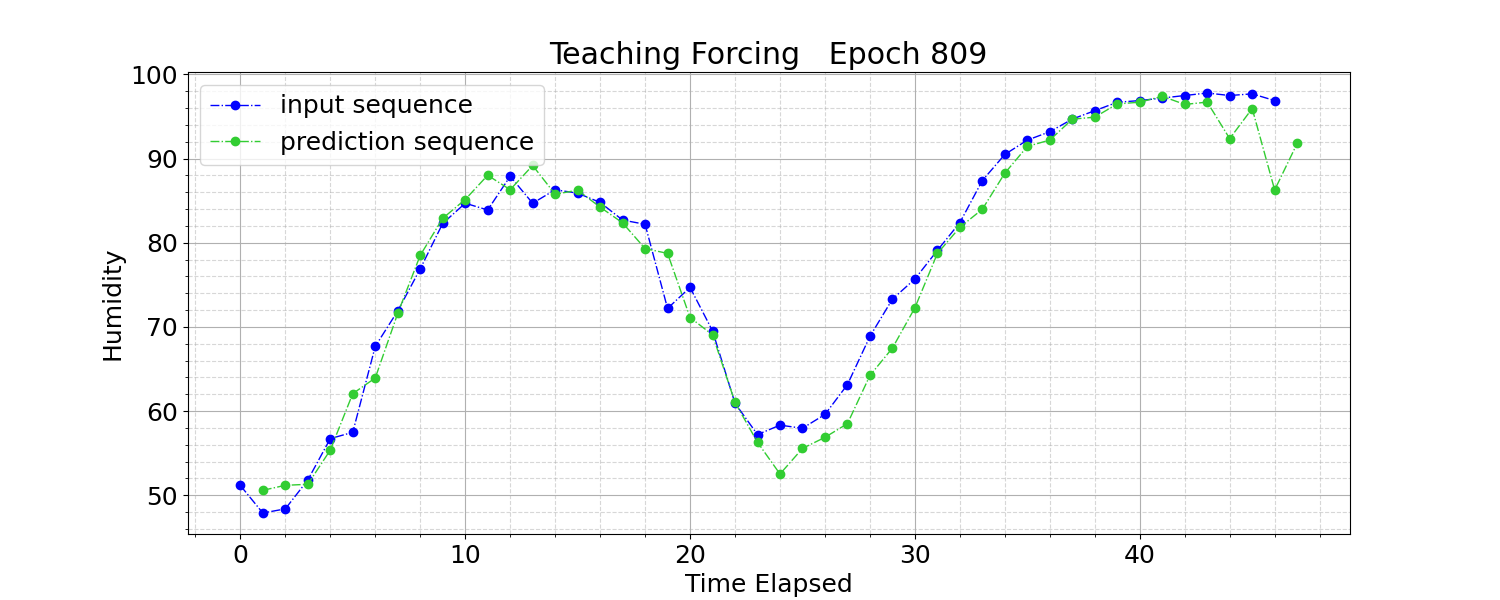 Teaching Forcing   Epoch 809
100
90
80
70
60
50
Humidity
input sequence
prediction sequence
0 10 20 30 40
Time Elapsed